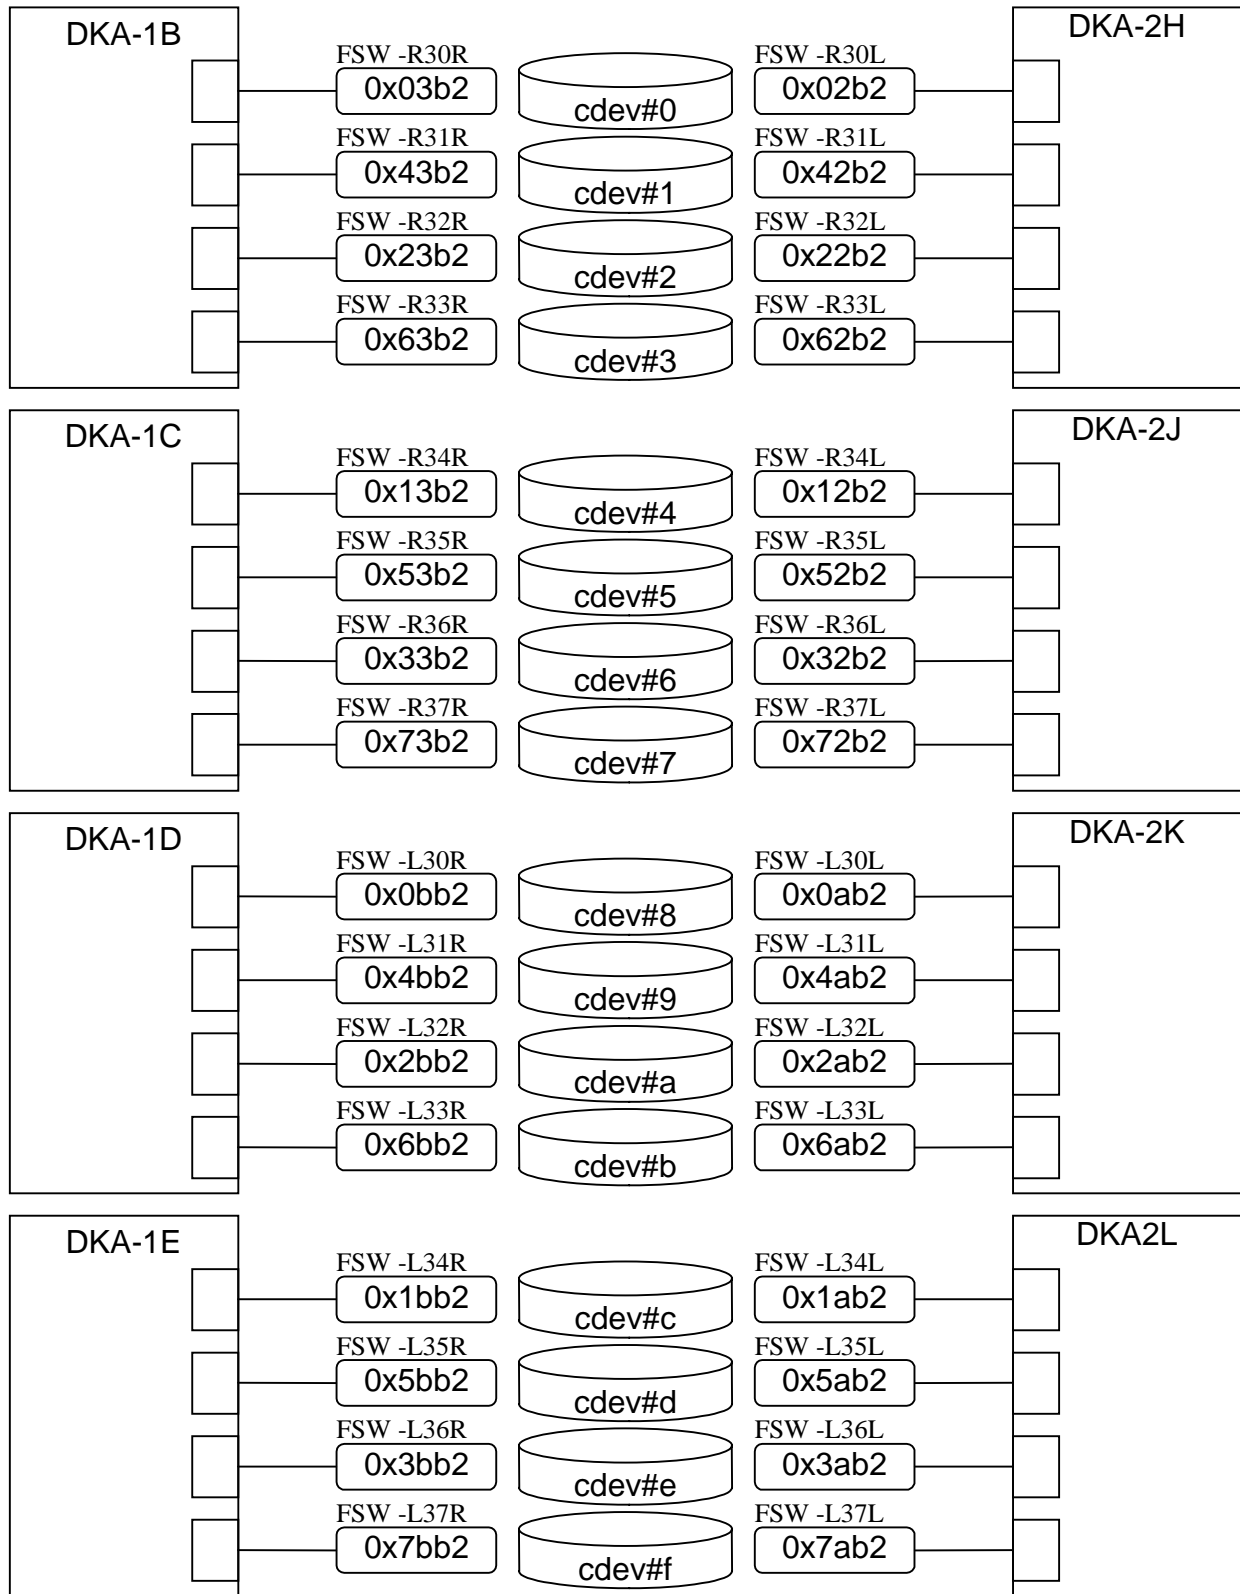 DKA-1B
DKA-2H
FSW -R30R
FSW -R30L
0x03b2
cdev#0
0x02b2
FSW -R31R
FSW -R31L
0x43b2
cdev#1
0x42b2
FSW -R32R
FSW -R32L
0x23b2
cdev#2
0x22b2
FSW -R33R
FSW -R33L
0x63b2
cdev#3
0x62b2
DKA-1C
DKA-2J
FSW -R34R
FSW -R34L
0x13b2
cdev#4
0x12b2
FSW -R35R
FSW -R35L
0x53b2
cdev#5
0x52b2
FSW -R36R
FSW -R36L
0x33b2
cdev#6
0x32b2
FSW -R37R
FSW -R37L
0x73b2
cdev#7
0x72b2
DKA-1D
DKA-2K
FSW -L30R
FSW -L30L
0x0bb2
cdev#8
0x0ab2
FSW -L31R
FSW -L31L
0x4bb2
cdev#9
0x4ab2
FSW -L32R
FSW -L32L
0x2bb2
cdev#a
0x2ab2
FSW -L33R
FSW -L33L
0x6bb2
cdev#b
0x6ab2
DKA-1E
DKA2L
FSW -L34R
FSW -L34L
0x1bb2
cdev#c
0x1ab2
FSW -L35R
FSW -L35L
0x5bb2
cdev#d
0x5ab2
FSW -L36R
FSW -L36L
0x3bb2
cdev#e
0x3ab2
FSW -L37R
FSW -L37L
0x7bb2
cdev#f
0x7ab2